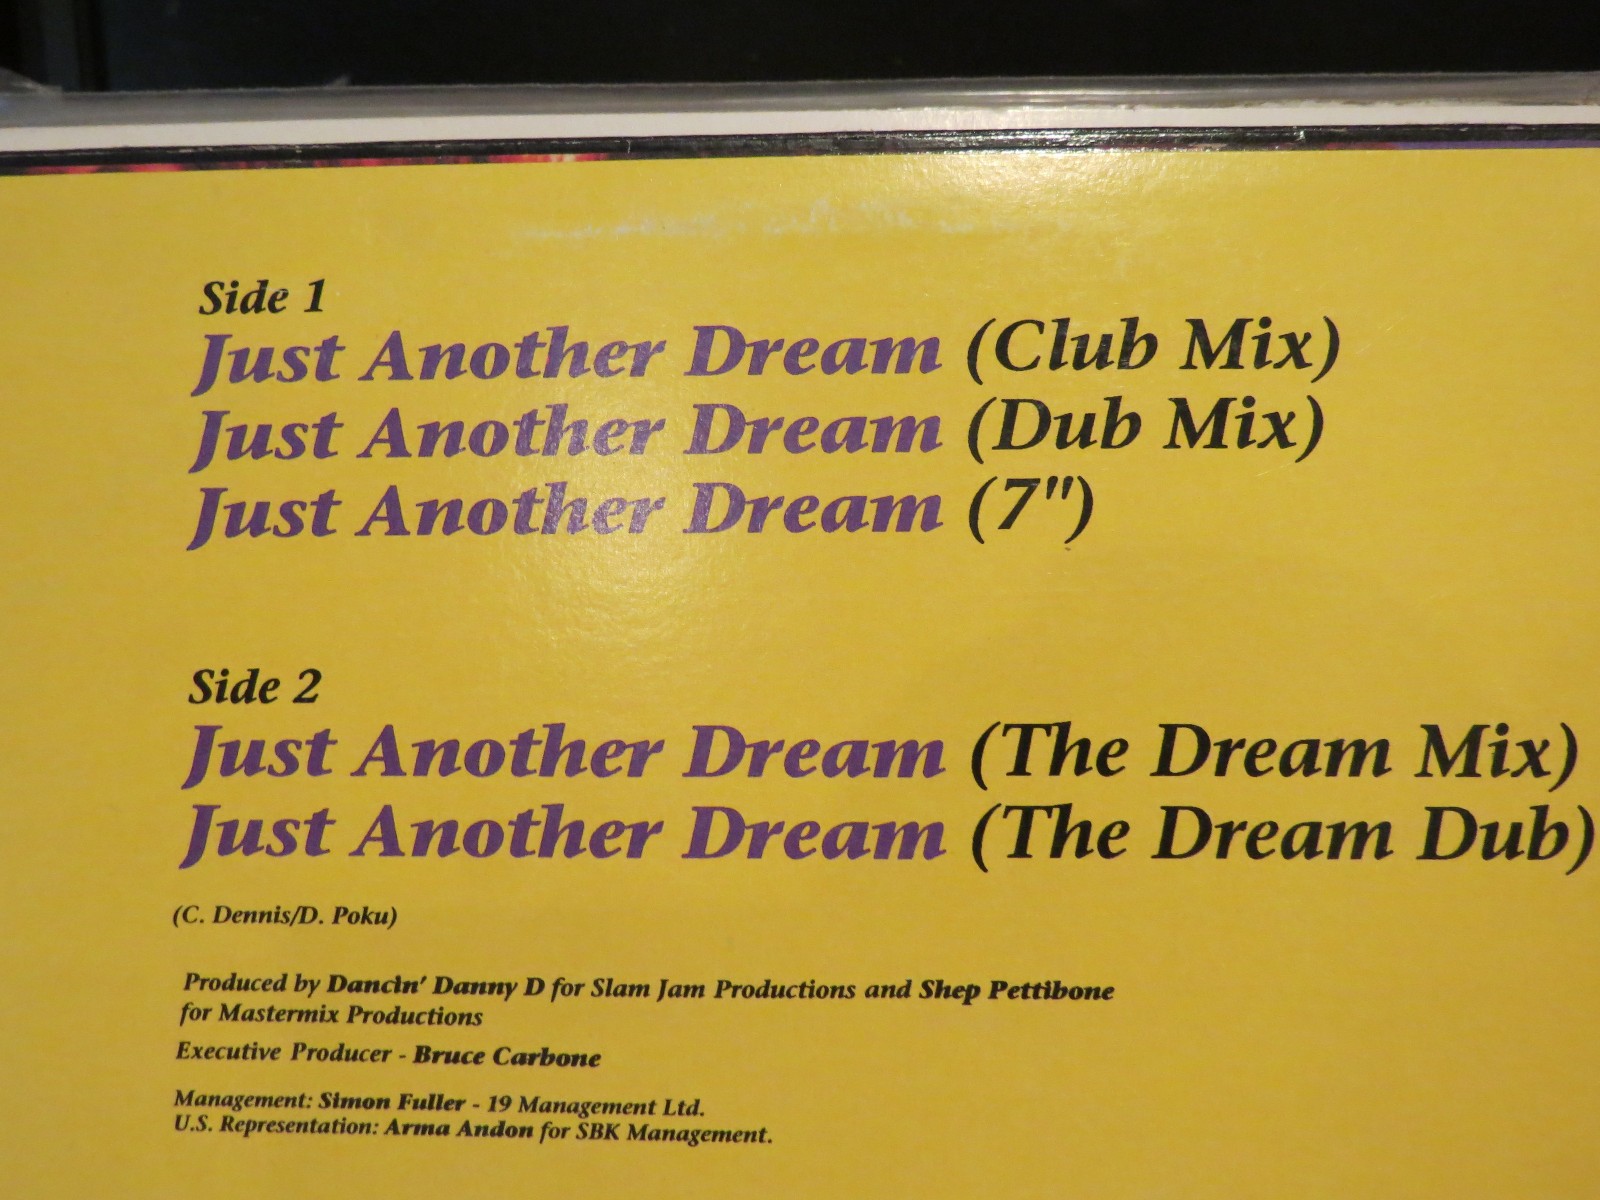 Side 1
Just Another Dream (Club Mix)
Just Another Dream (Dub Mix)
Just Another Dream (7")
Side 2
Just Another Dream (The Dream Mix)
Just Another Dream (The Dream Dub)
(C. Dennis/D. Poku)
Produced by Dancin' Danny D for Slam Jam Productions and Shep Pettibone
for Mastermix Productions
Executive Producer - Bruce Carbone
Management: Simon Fuller - 19 Management Ltd.
U.S. Representation: Arma Andon for SBK Management.